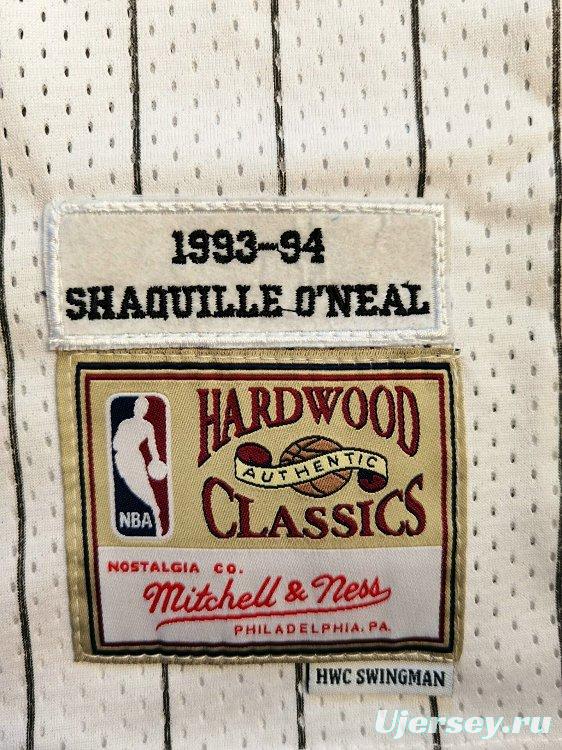 1993-94
SHAQUILLE O'NEAL
NBA
HARDWOOD
AUTHENTIC
CLASSICS
NOSTALGIA CO.
Mitchell & Ness
PHILADELPHIA, PA.
HWC SWINGMAN
Ujersey.ru